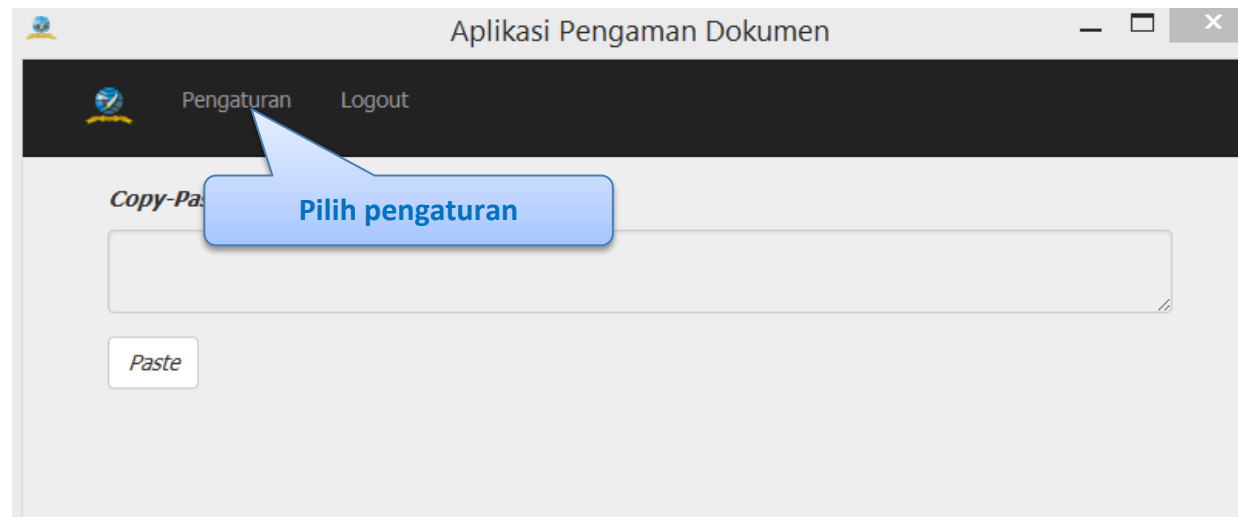 Aplikasi Pengaman Dokumen
Pengaturan Logout
Copy-Pas
Pilih pengaturan
Paste